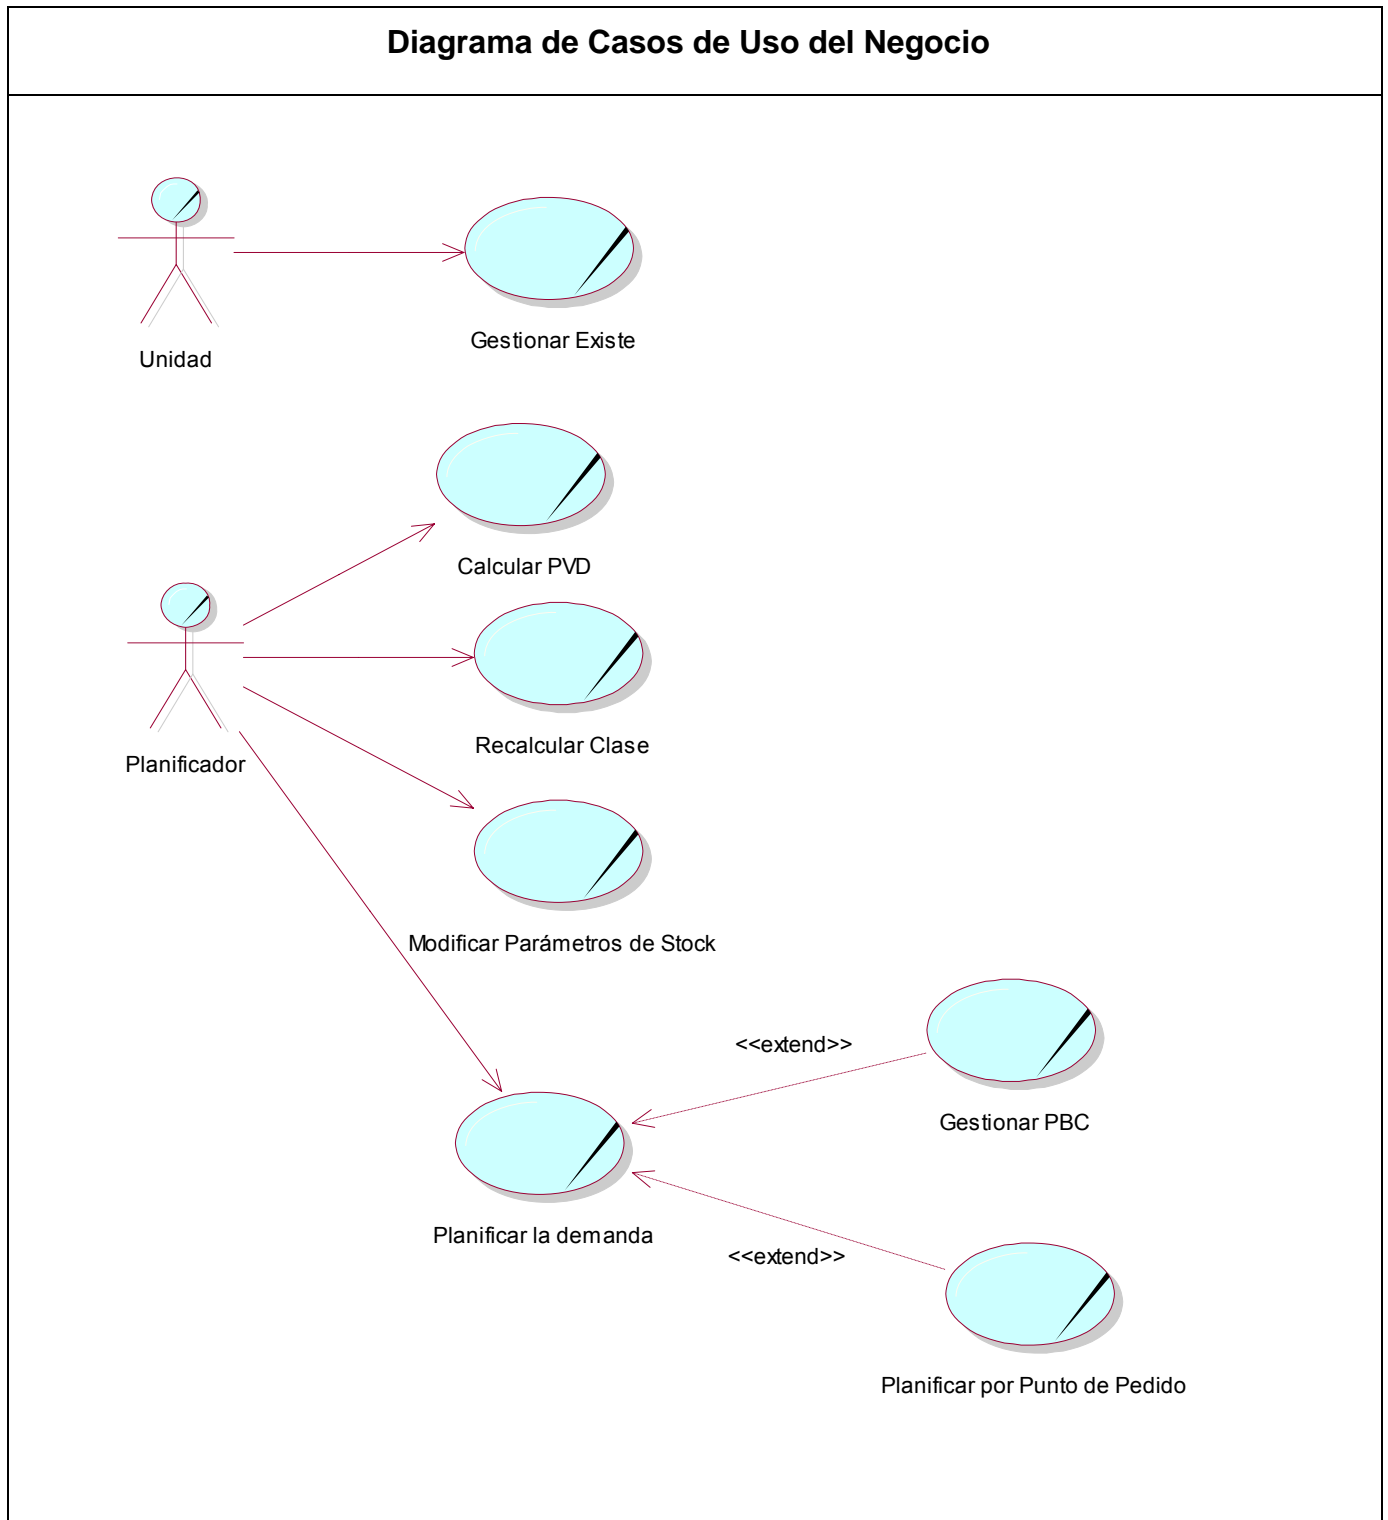 Diagrama de Casos de Uso del Negocio
Gestionar Existe
Unidad
Calcular PVD
Recalcular Clase
Planificador
Modificar Parámetros de Stock
<<extend>>
Gestionar PBC
Planificar la demanda
<<extend>>
Planificar por Punto de Pedido